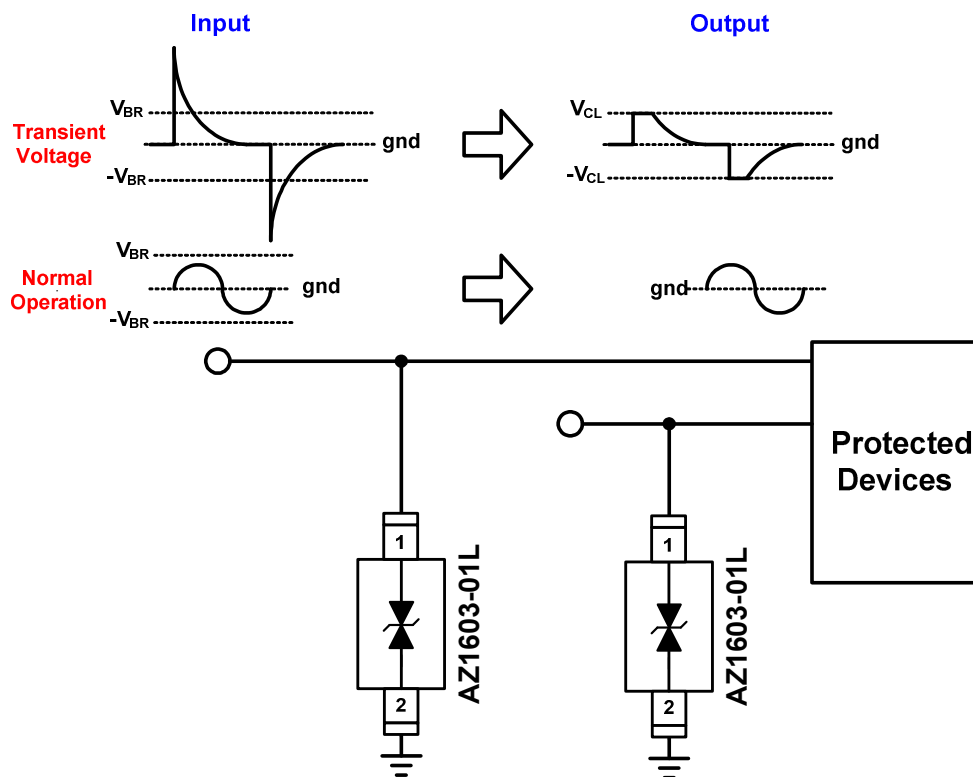 Input
Output
VBR
VCL
Transient
Voltage
gnd
gnd
-VBR
-VCL
VBR
Normal
Operation
gnd
gnd
-VBR
Protected
Devices
1
AZ1603-01L
2
1
AZ1603-01L
2